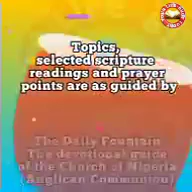 Topics,
selected scripture
readings and prayer
points are as guided by
The Daily Fountain
The devotional guide
of the Church of Nigeria
(Anglican Communion)